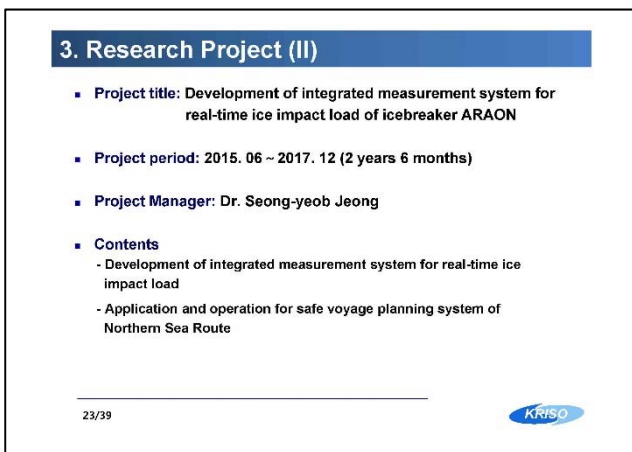 3. Research Project (II)
▪ Project title: Development of integrated measurement system for
real-time ice impact load of icebreaker ARAON
▪ Project period: 2015. 06 ~ 2017. 12 (2 years 6 months)
▪ Project Manager: Dr. Seong-yeob Jeong
▪ Contents
- Development of integrated measurement system for real-time ice
impact load
- Application and operation for safe voyage planning system of
Northern Sea Route
23/39
KRISO